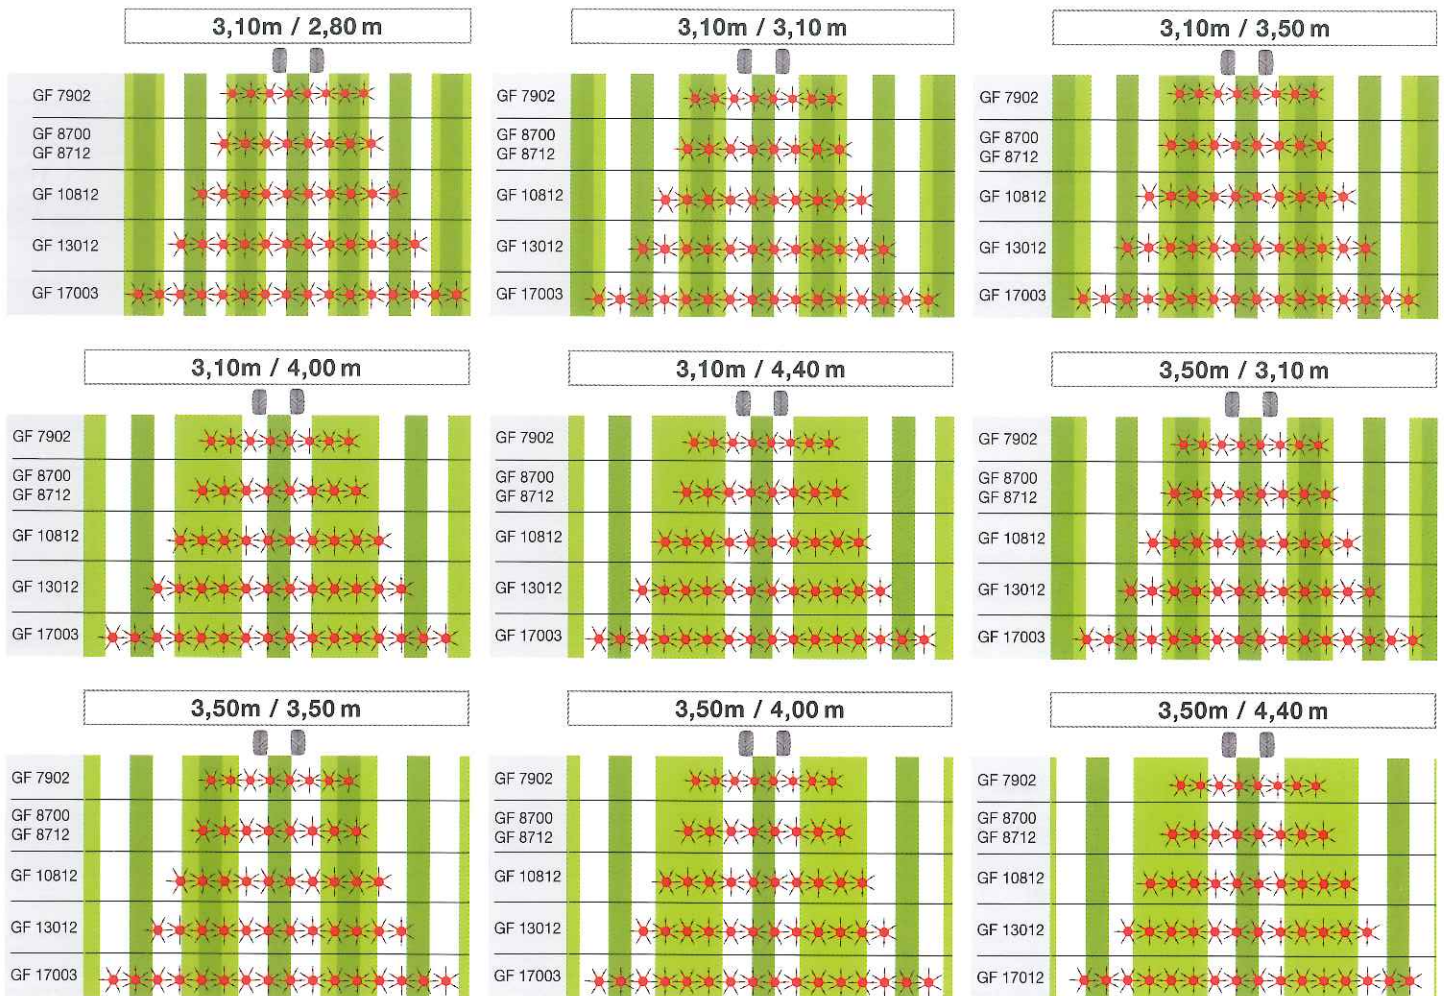 3,10m / 2,80 m
GF 7902
GF 8700
GF 8712
GF 10812
GF 13012
GF 17003
3,10m / 3,10 m
GF 7902
GF 8700
GF 8712
GF 10812
GF 13012
GF 17003
3,10m / 3,50 m
GF 7902
GF 8700
GF 8712
GF 10812
GF 13012
GF 17003
3,10m / 4,00 m
GF 7902
GF 8700
GF 8712
GF 10812
GF 13012
GF 17003
3,10m / 4,40 m
GF 7902
GF 8700
GF 8712
GF 10812
GF 13012
GF 17003
3,50m / 3,10 m
GF 7902
GF 8700
GF 8712
GF 10812
GF 13012
GF 17003
3,50m / 3,50 m
GF 7902
GF 8700
GF 8712
GF 10812
GF 13012
GF 17003
3,50m / 4,00 m
GF 7902
GF 8700
GF 8712
GF 10812
GF 13012
GF 17003
3,50m / 4,40 m
GF 7902
GF 8700
GF 8712
GF 10812
GF 13012
GF 17012